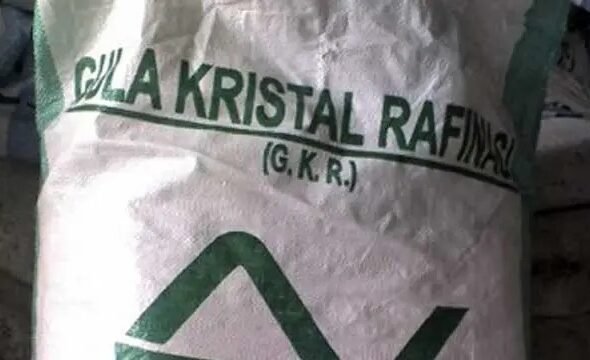 GULA KRISTAL RAFINASI
(G. K. R.)